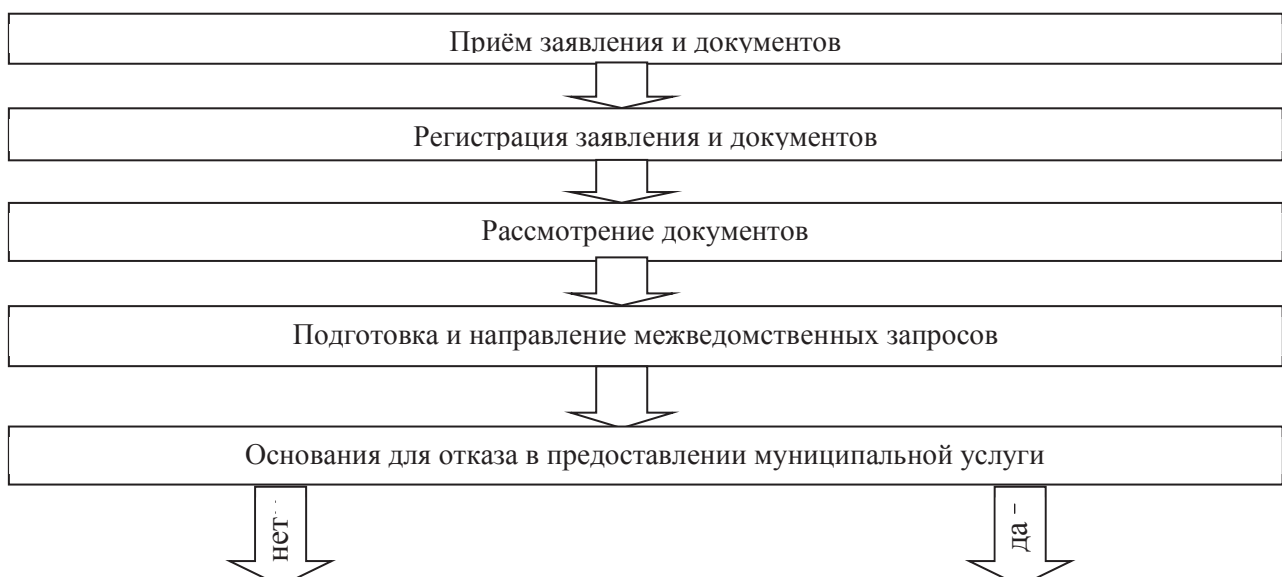 Приём заявления и документов
Регистрация заявления и документов
Рассмотрение документов
Подготовка и направление межведомственных запросов
Основания для отказа в предоставлении муниципальной услуги
нет
да –